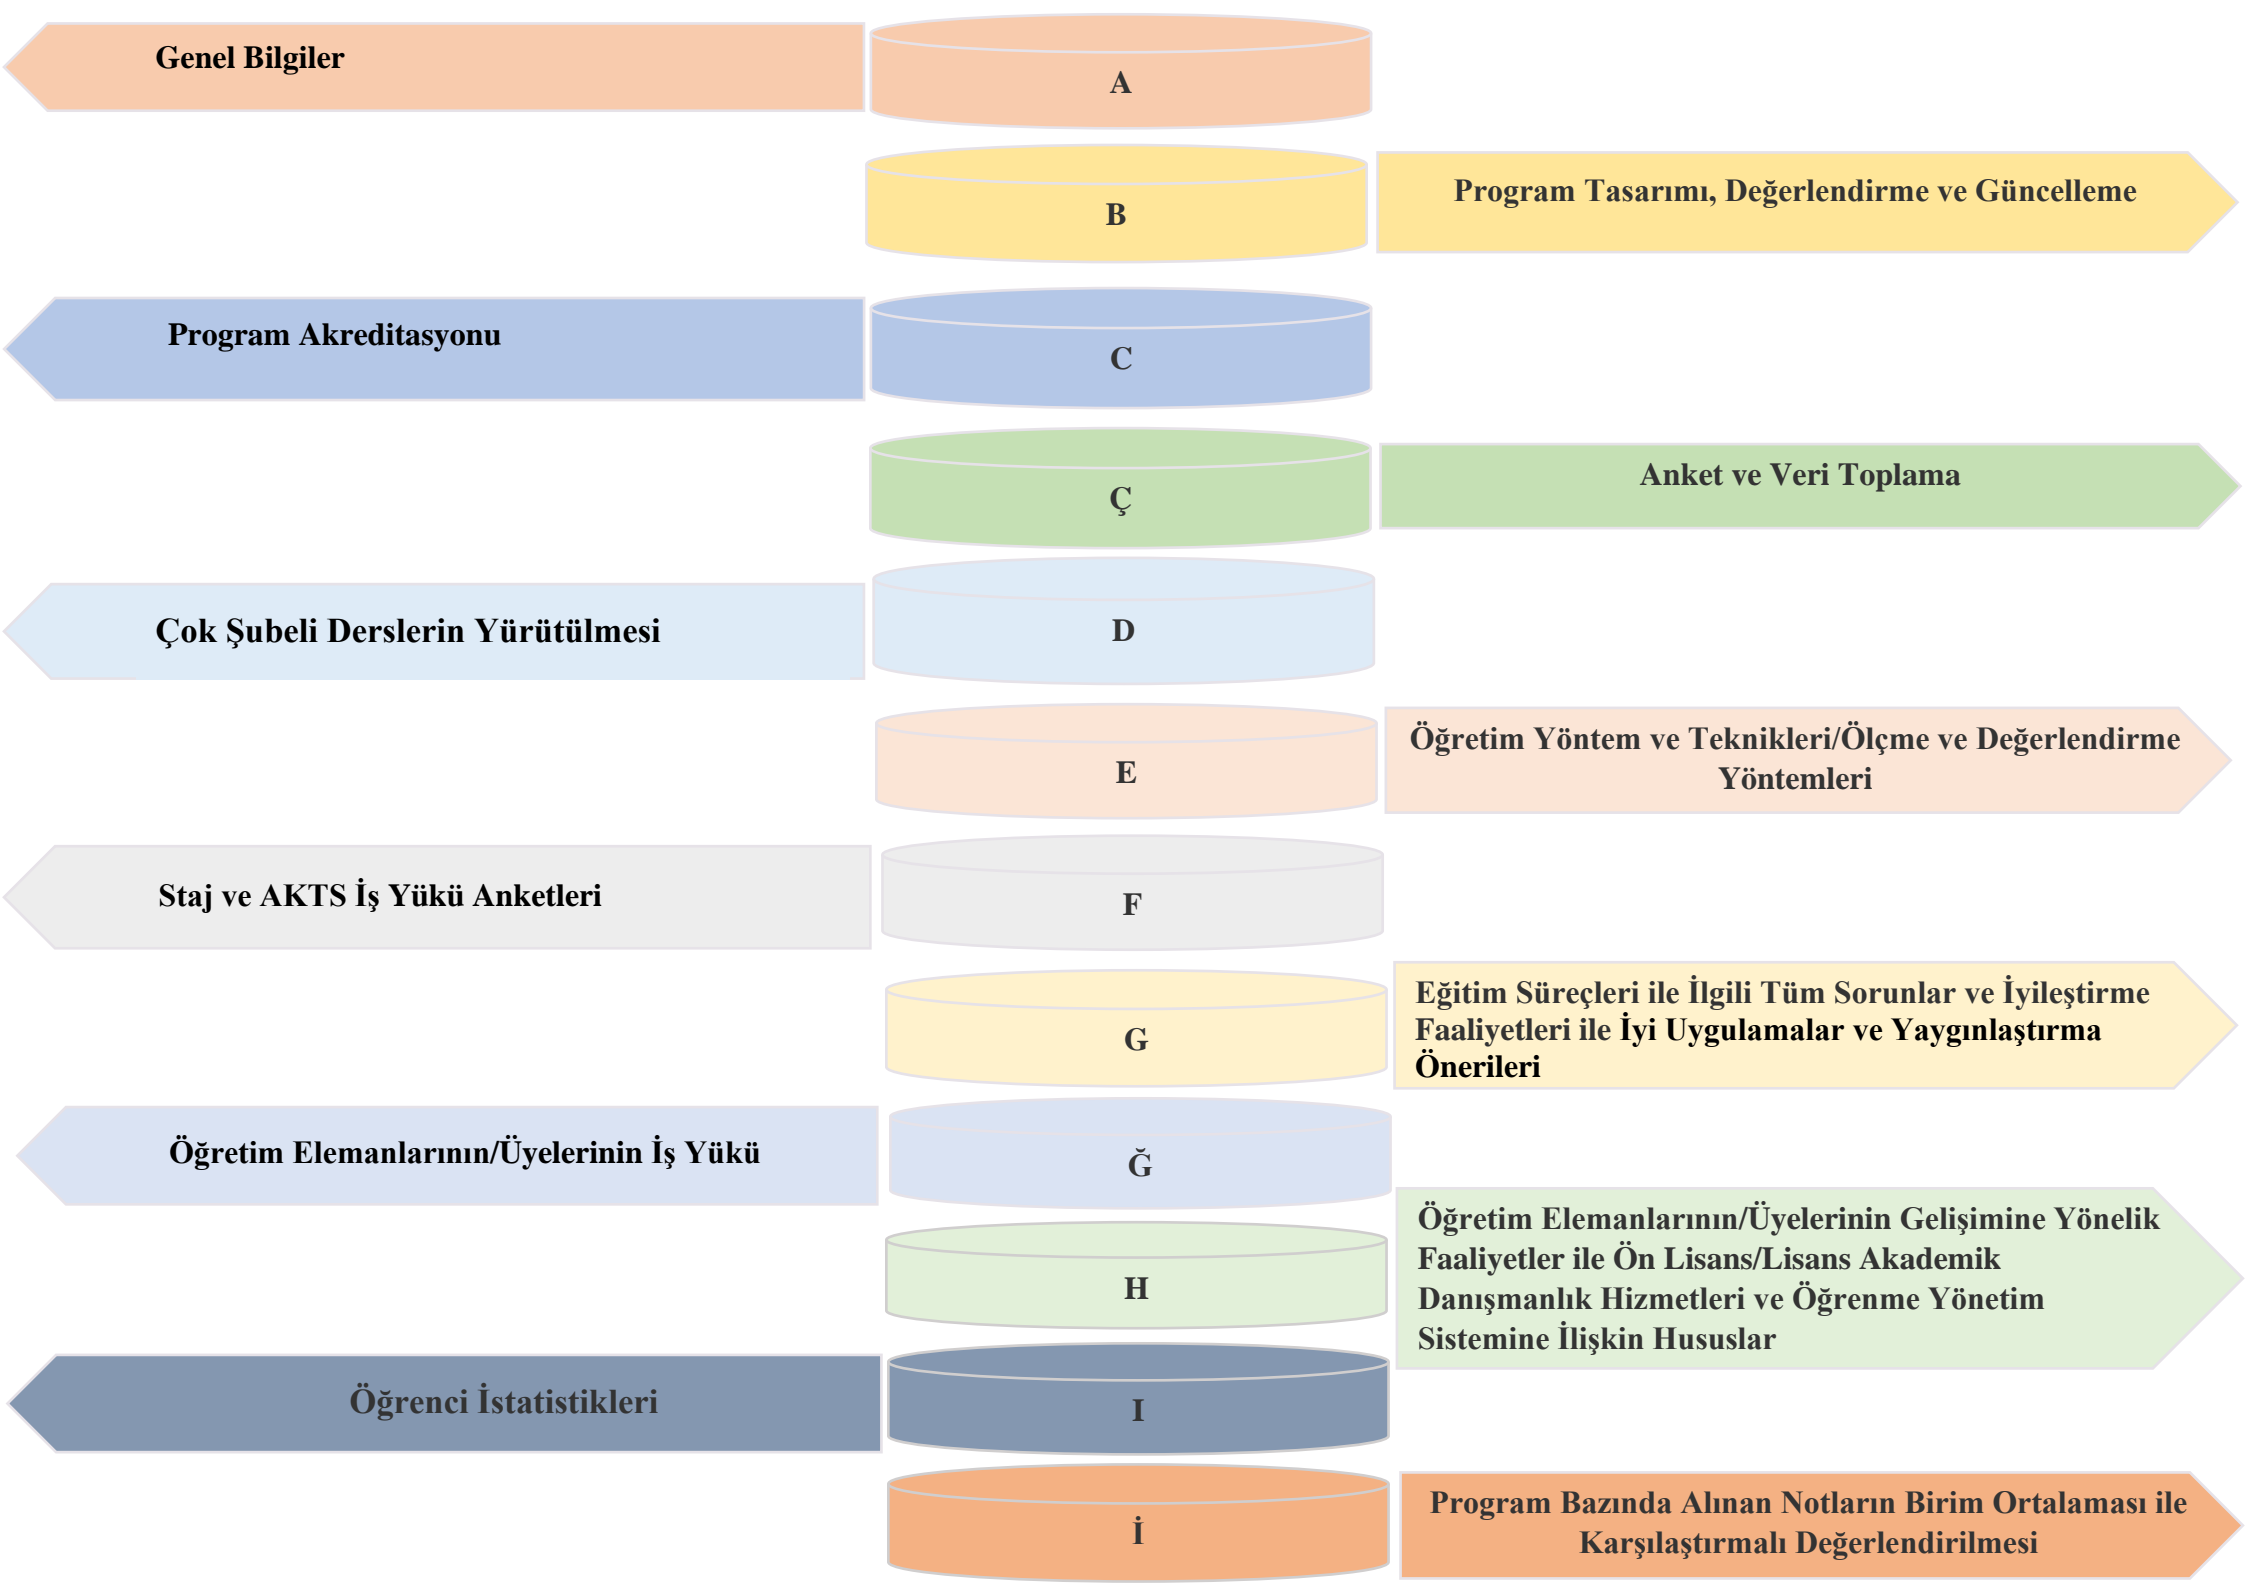 Genel Bilgiler
A
B
Program Tasarımı, Değerlendirme ve Güncelleme
Program Akreditasyonu
C
Ç
Anket ve Veri Toplama
Çok Şubeli Derslerin Yürütülmesi
D
E
Öğretim Yöntem ve Teknikleri/Ölçme ve Değerlendirme
Yöntemleri
Staj ve AKTS İş Yükü Anketleri
F
G
Eğitim Süreçleri ile İlgili Tüm Sorunlar ve İyileştirme
Faaliyetleri ile İyi Uygulamalar ve Yaygınlaştırma
Önerileri
Öğretim Elemanlarının/Üyelerinin İş Yükü
Ğ
H
Öğretim Elemanlarının/Üyelerinin Gelişimine Yönelik
Faaliyetler ile Ön Lisans/Lisans Akademik
Danışmanlık Hizmetleri ve Öğrenme Yönetim
Sistemine İlişkin Hususlar
Öğrenci İstatistikleri
I
İ
Program Bazında Alınan Notların Birim Ortalaması ile
Karşılaştırmalı Değerlendirilmesi